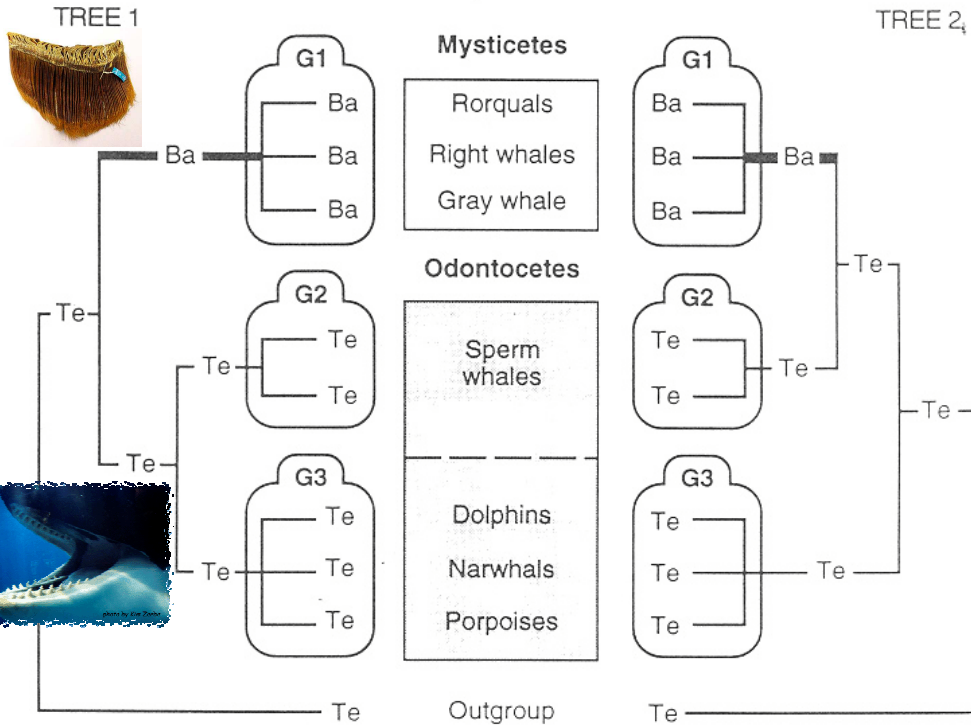 TREE 1
TREE 2
Mysticetes
G1
G1
Ba
Rorquals
Ba
Ba
Ba
Right whales
Ba
Ba
Ba
Gray whale
Ba
Te
Odontocetes
G2
G2
Te
Te
Te
Sperm
whales
Te
Te
Te
Te
Te
Te
Te
G3
G3
Te
Dolphins
Te
Te
Te
Narwhals
Te
Te
Te
Porpoises
Te
Te
Outgroup
Te